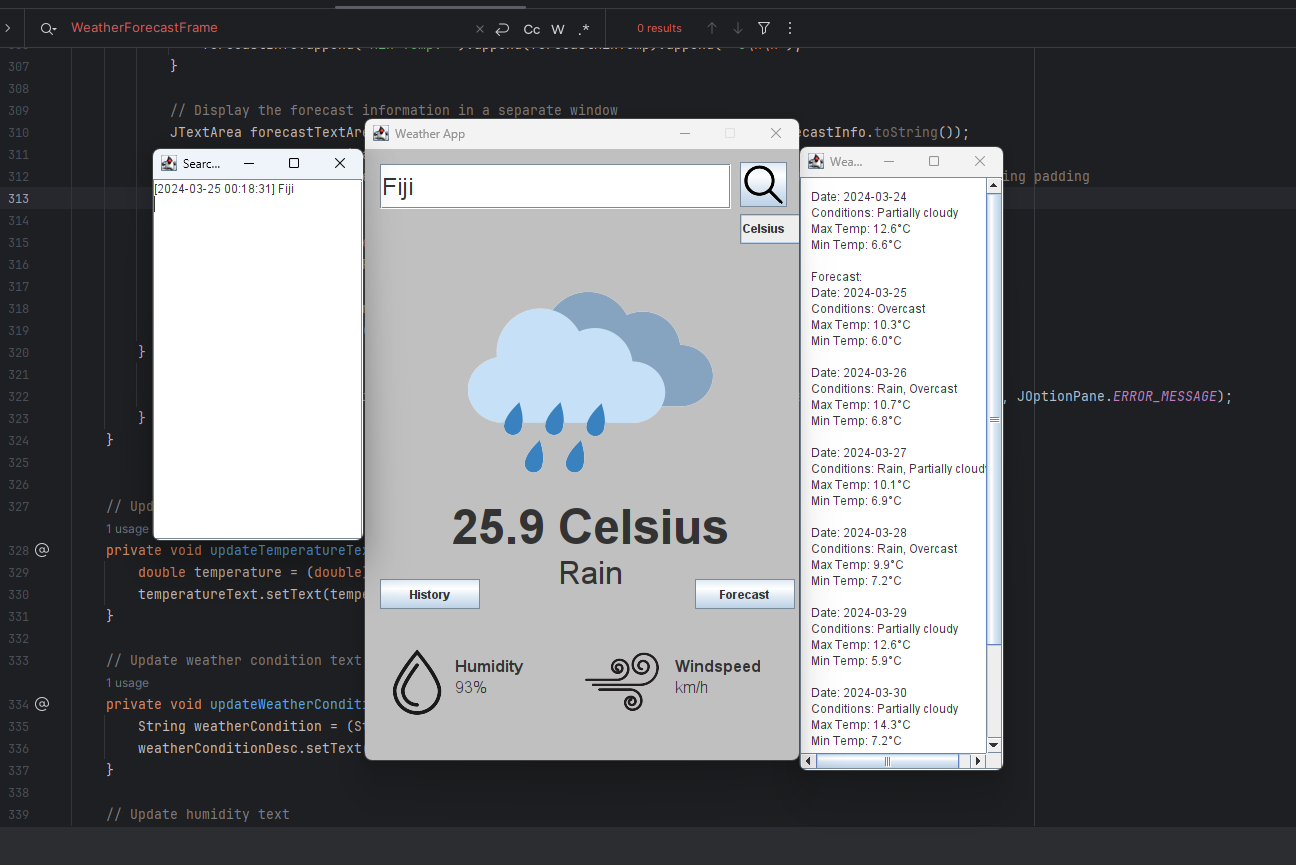 WeatherForecastFrame
Cc W .*
0 results
307 }
308
309 // Display the forecast information in a separate window
310 JTextArea forecastTextAre ecastInfo.toString());
311
312 ing padding
313
314
315
316
317
318
319
320 }
321
322 , JOptionPane.ERROR_MESSAGE);
323 }
324 }
325
326
327 // Upd
1 usage
328 @ private void updateTemperatureTex
329 double temperature = (double)
330 temperatureText.setText(tempe
331 }
332
333 // Update weather condition text
1 usage
334 @ private void updateWeatherConditi
335 String weatherCondition = (St
336 weatherConditionDesc.setText(
337 }
338
339 // Update humidity text
Searc...
[2024-03-25 00:18:31] Fiji
Weather App
Fiji
Celsius
25.9 Celsius
Rain
History
Forecast
Humidity
93%
Windspeed
km/h
Wea...
Date: 2024-03-24
Conditions: Partially cloudy
Max Temp: 12.6°C
Min Temp: 6.6°C
Forecast:
Date: 2024-03-25
Conditions: Overcast
Max Temp: 10.3°C
Min Temp: 6.0°C
Date: 2024-03-26
Conditions: Rain, Overcast
Max Temp: 10.7°C
Min Temp: 6.8°C
Date: 2024-03-27
Conditions: Rain, Partially cloudy
Max Temp: 10.1°C
Min Temp: 6.9°C
Date: 2024-03-28
Conditions: Rain, Overcast
Max Temp: 9.9°C
Min Temp: 7.2°C
Date: 2024-03-29
Conditions: Partially cloudy
Max Temp: 12.6°C
Min Temp: 5.9°C
Date: 2024-03-30
Conditions: Partially cloudy
Max Temp: 14.3°C
Min Temp: 7.2°C